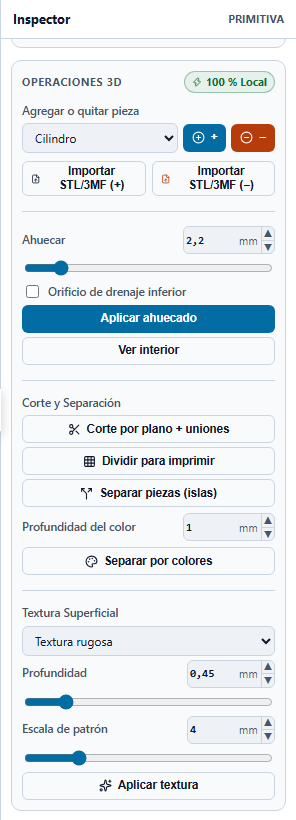 Inspector PRIMITIVA
OPERACIONES 3D 100 % Local
Agregar o quitar pieza
Cilindro + −
Importar STL/3MF (+) Importar STL/3MF (−)
Ahuecar 2,2 mm
Orificio de drenaje inferior
Aplicar ahuecado
Ver interior
Corte y Separación
Corte por plano + uniones
Dividir para imprimir
Separar piezas (islas)
Profundidad del color 1 mm
Separar por colores
Textura Superficial
Textura rugosa
Profundidad 0,45 mm
Escala de patrón 4 mm
Aplicar textura